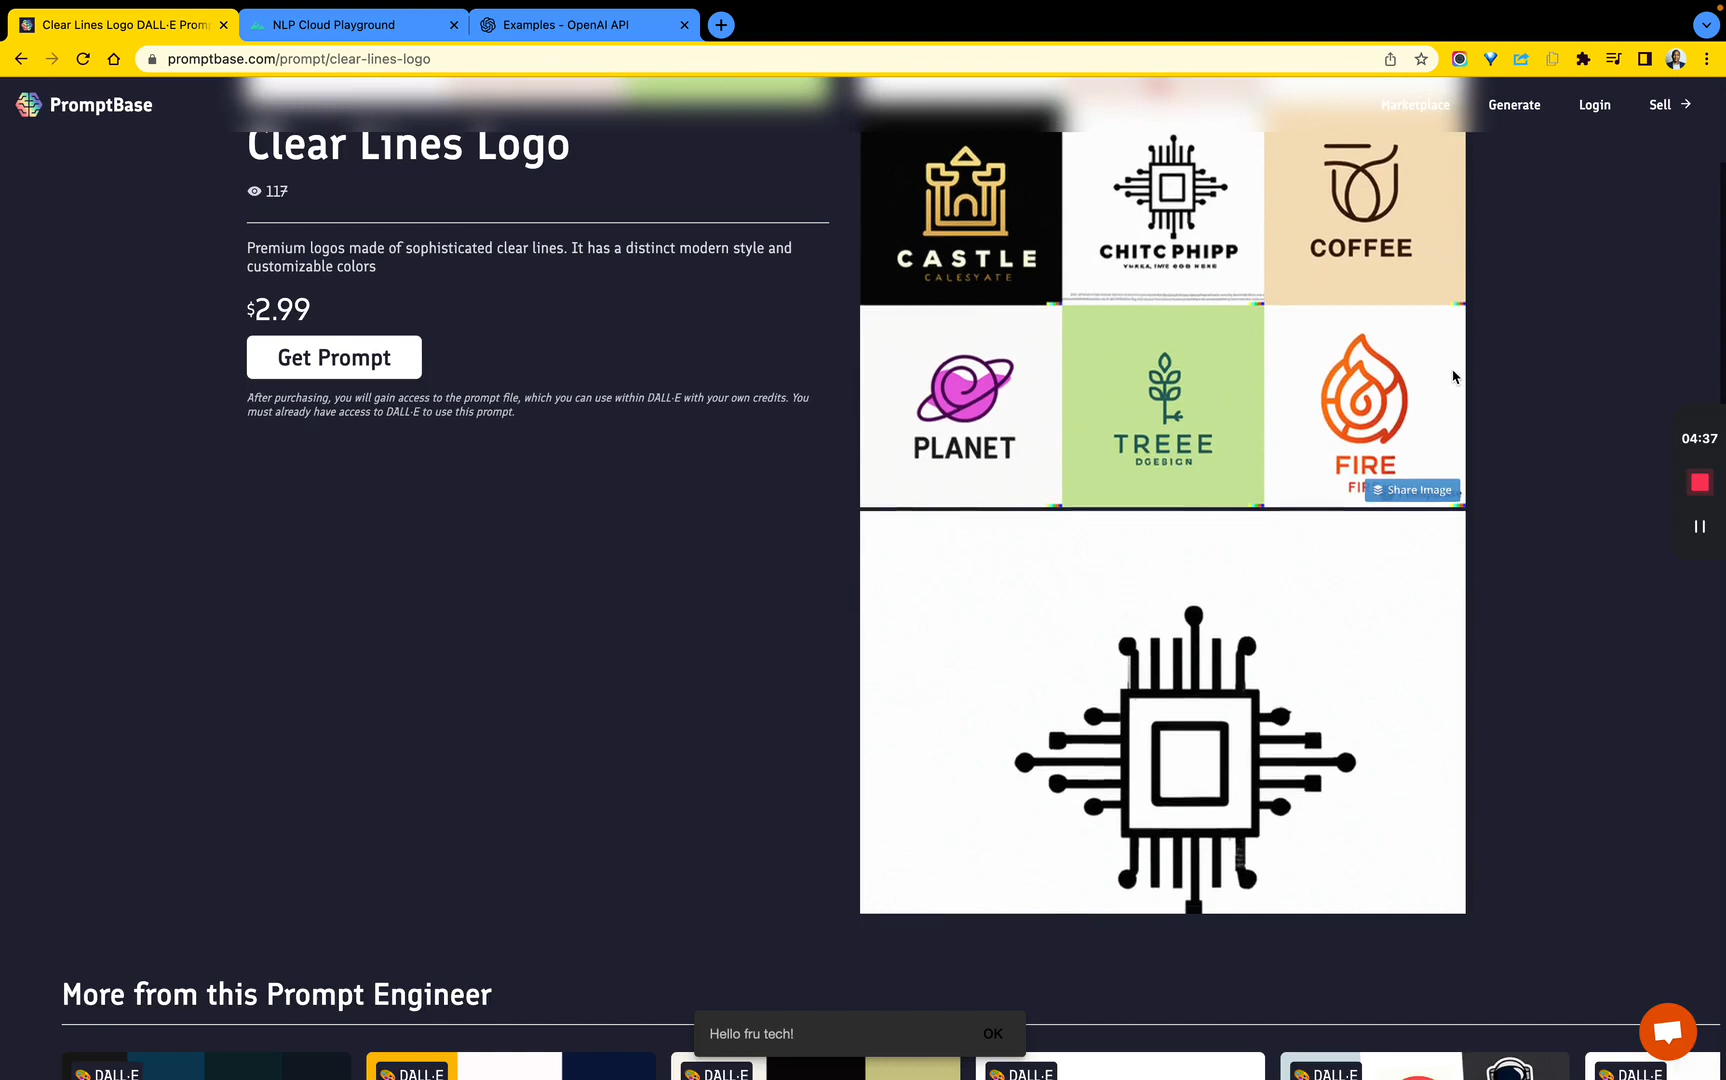 Clear Lines Logo DALL·E Prom
NLP Cloud Playground
Examples - OpenAI API
promptbase.com/prompt/clear-lines-logo
PromptBase
Marketplace
Generate
Login
Sell
Clear Lines Logo
117
Premium logos made of sophisticated clear lines. It has a distinct modern style and
customizable colors
$2.99
Get Prompt
After purchasing, you will gain access to the prompt file, which you can use within DALL·E with your own credits. You
must already have access to DALL·E to use this prompt.
CASTLE
CALESYATE
CHITCPHIPP
COFFEE
PLANET
TREEE
DGEBIGN
FIRE
Share Image
04:37
More from this Prompt Engineer
Hello fru tech!
OK
DALL·E
DALL·E
DALL·E
DALL·E
DALL·E
DALL·E